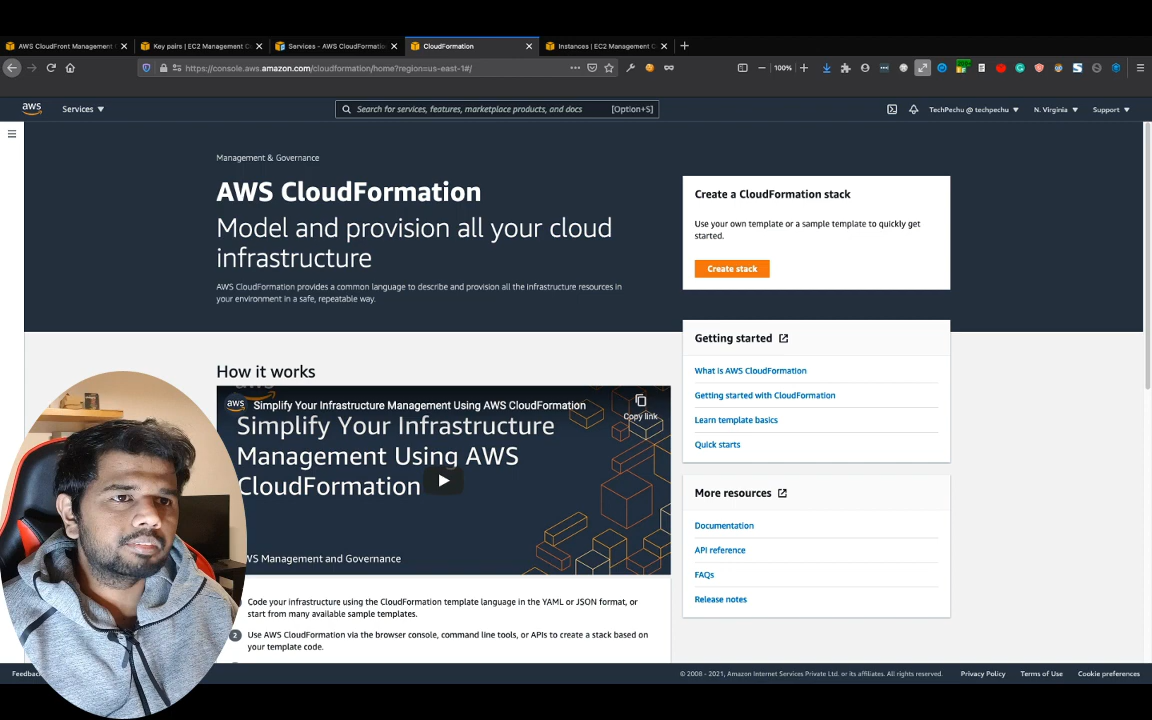 AWS CloudFront Management
Key pairs | EC2 Management C
Services - AWS CloudFormation
CloudFormation
Instances | EC2 Management C
https://console.aws.amazon.com/cloudformation/home?region=us-east-1#/
100%
aws
Services
Search for services, features, marketplace products, and docs
[Option+S]
TechPechu @ techpechu
N. Virginia
Support
Management & Governance
AWS CloudFormation
Model and provision all your cloud
infrastructure
AWS CloudFormation provides a common language to describe and provision all the infrastructure resources in
your environment in a safe, repeatable way.
Create a CloudFormation stack
Use your own template or a sample template to quickly get
started.
Create stack
Getting started
What is AWS CloudFormation
Getting started with CloudFormation
Learn template basics
Quick starts
How it works
aws
Simplify Your Infrastructure Management Using AWS CloudFormation
Copy link
Simplify Your Infrastructure
Management Using AWS
CloudFormation
WS Management and Governance
More resources
Documentation
API reference
FAQs
Release notes
Code your infrastructure using the CloudFormation template language in the YAML or JSON format, or
start from many available sample templates.
2
Use AWS CloudFormation via the browser console, command line tools, or APIs to create a stack based on
your template code.
Feedba
© 2008 - 2021, Amazon Internet Services Private Ltd. or its affiliates. All rights reserved.
Privacy Policy
Terms of Use
Cookie preferences